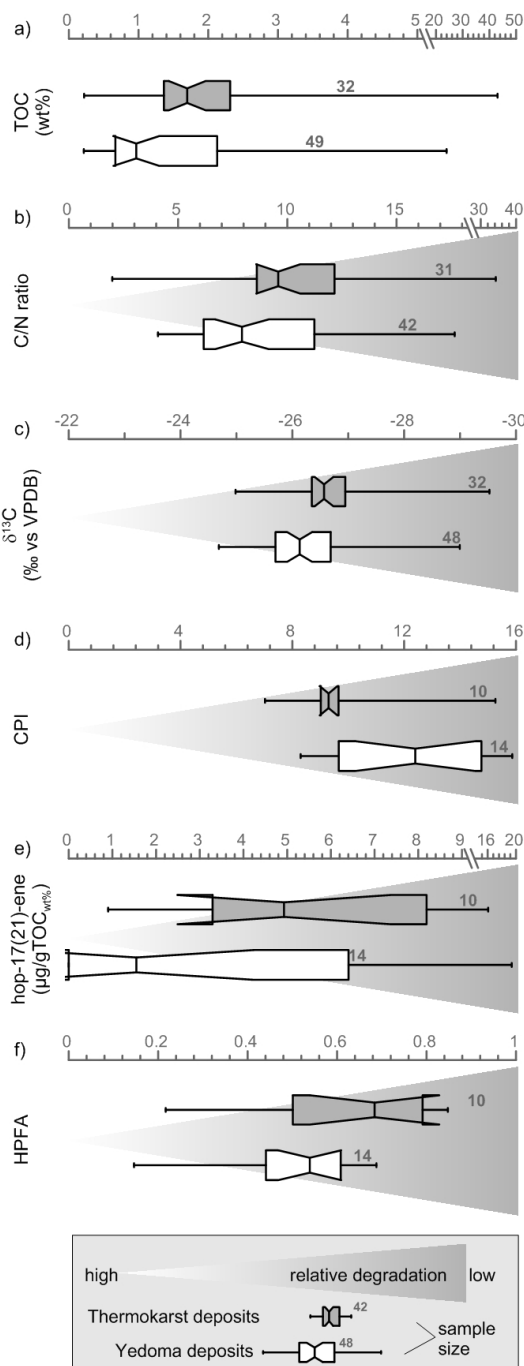 a)
0 1 2 3 4 5 20 30 40 50
TOC
(wt%)
32
49
b)
0 5 10 15 30 40
C/N ratio
31
42
c)
-22 -24 -26 -28 -30
δ¹³C
(‰ vs VPDB)
32
48
d)
0 4 8 12 16
CPI
10
14
e)
0 1 2 3 4 5 6 7 8 9 16 20
hop-17(21)-ene
(µg/gTOCwt%)
10
14
f)
0 0.2 0.4 0.6 0.8 1
HPFA
10
14
high relative degradation low
Thermokarst deposits 42
Yedoma deposits 48
sample
size